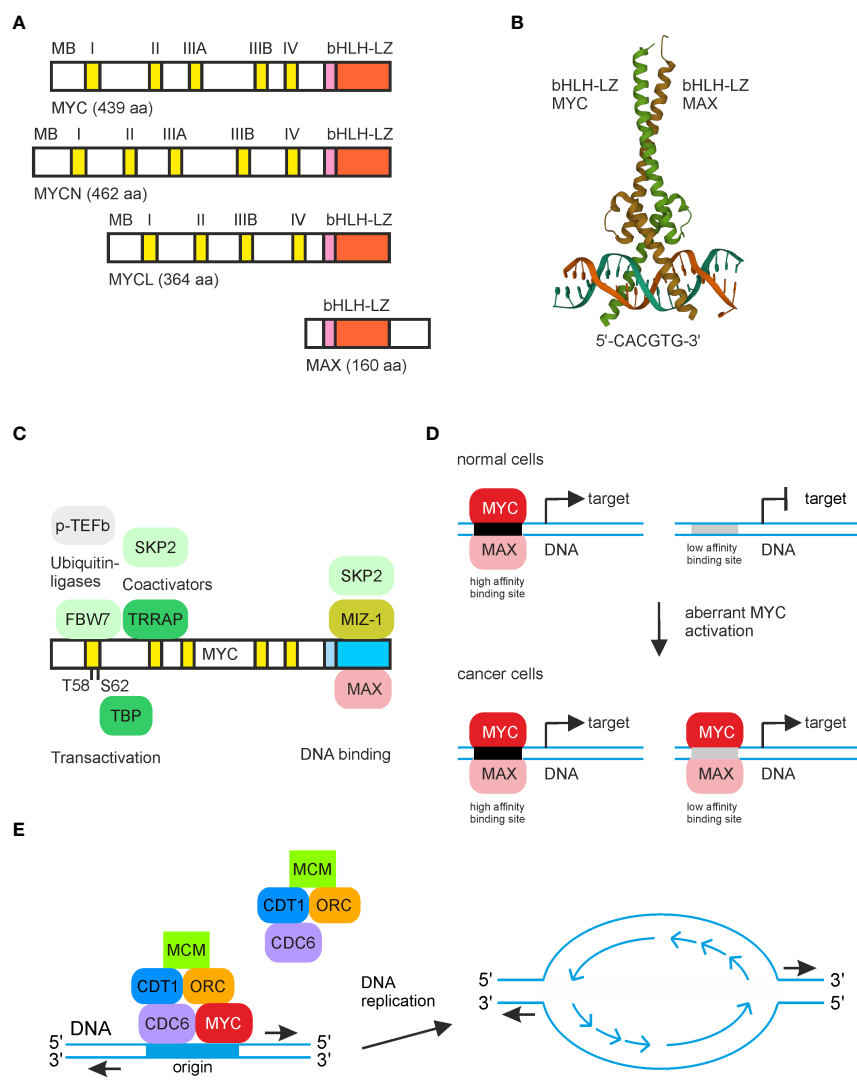 A
MB I II IIIA IIIB IV bHLH-LZ
MYC (439 aa)
MB I II IIIA IIIB IV bHLH-LZ
MYCN (462 aa)
MB I II IIIB IV bHLH-LZ
MYCL (364 aa)
bHLH-LZ
MAX (160 aa)
B
bHLH-LZ
MYC
bHLH-LZ
MAX
5'-CACGTG-3'
C
p-TEFb
SKP2
Ubiquitin-
ligases
Coactivators
SKP2
FBW7
TRRAP
MIZ-1
MYC
T58 S62
MAX
TBP
Transactivation
DNA binding
D
normal cells
MYC
target
target
MAX
DNA
low affinity
binding site
DNA
high affinity
binding site
aberrant MYC
activation
cancer cells
MYC
target
MYC
target
MAX
DNA
MAX
DNA
high affinity
binding site
low affinity
binding site
E
MCM
CDT1 ORC
CDC6
MCM
CDT1 ORC
CDC6 MYC
DNA
5' 5'
3' 3'
origin
DNA
replication
5' 3'
3' 5'